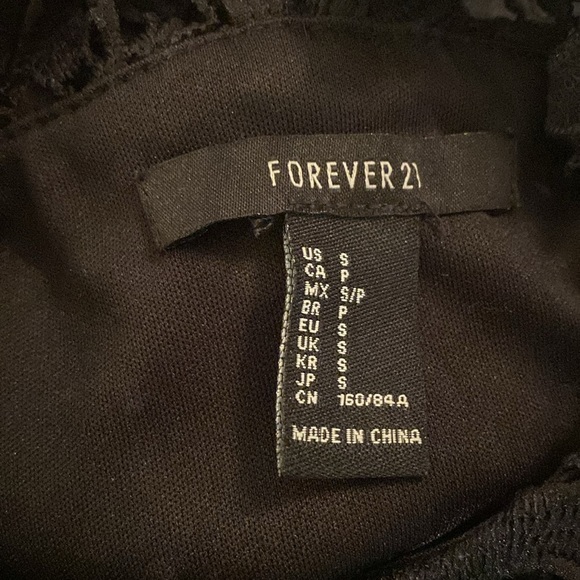 FOREVER 21
US S
CA P
MX S/P
BR P
EU S
UK S
KR S
JP S
CN 160/84A
MADE IN CHINA